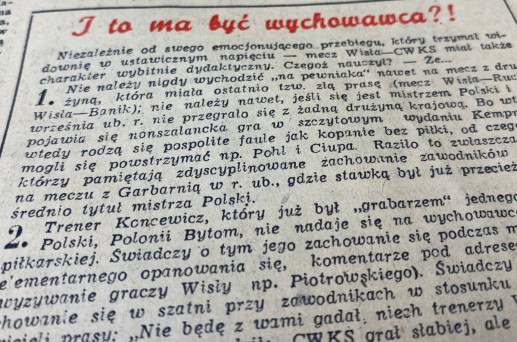 I to ma być wychowawca?!
Niezależnie od swego emocjonującego przebiegu, który trzymał wi-
downię w ustawicznym napięciu — mecz Wisła—CWKS miał także
charakter wybitnie dydaktyczny. Czegoż nauczył? — Że...
1. Nie należy nigdy wychodzić „na pewniaka" nawet na mecz z dru-
żyną, która miała ostatnio tzw. złą prasę (mecz Wisła—Ruch
Wisła—Banik); nie należy nawet, jeśli się jest mistrzem Polski i
września ub. r. nie przegrało się z żadną drużyną krajową. Bo wt
pojawia się nonszalancka gra w szczytowym wydaniu Kempn
wtedy rodzą się pospolite faule jak kopanie bez piłki, od czego
mogli się powstrzymać np. Pohl i Ciupa. Raziło to zwłaszcza
którzy pamiętają zdyscyplinowane zachowanie zawodników
na meczu z Garbarnią w r. ub., gdzie stawką był już przecież
średnio tytuł mistrza Polski.
2. Trener Koncewicz, który już był „grabarzem" jednego
Polski, Polonii Bytom, nie nadaje się na wychowawcę
piłkarskiej. Świadczy o tym jego zachowanie się podczas m
elementarnego opanowania się, komentarze pod adrese
wyzywanie graczy Wisły np. Piotrowskiego). Świadczy
howanie się w szatni przy zawodnikach w stosunku
icieli prasy: „Nie będę z wami gadał, niech trenerzy W
CWKS grał słabiej, ale